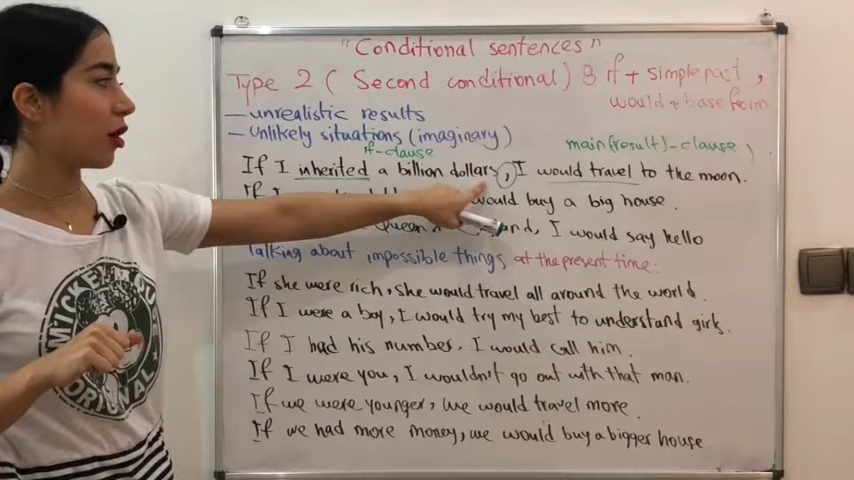 "Conditional sentences"
Type 2 ( Second conditional) : if + simple past,
would + base form
- unrealistic results
- Unlikely situations (imaginary)
if-clause
main(result)-clause
If I inherited a billion dollars, I would travel to the moon.
would buy a big house.
Queen I would say hello
talking about impossible things at the present time.
If she were rich, she would travel all around the world.
If I were a boy, I would try my best to understand girls.
If I had his number. I would call him.
If I were you, I wouldn't go out with that man.
If we were younger, we would travel more.
If we had more money, we would buy a bigger house
MICKEY
ORIGINAL